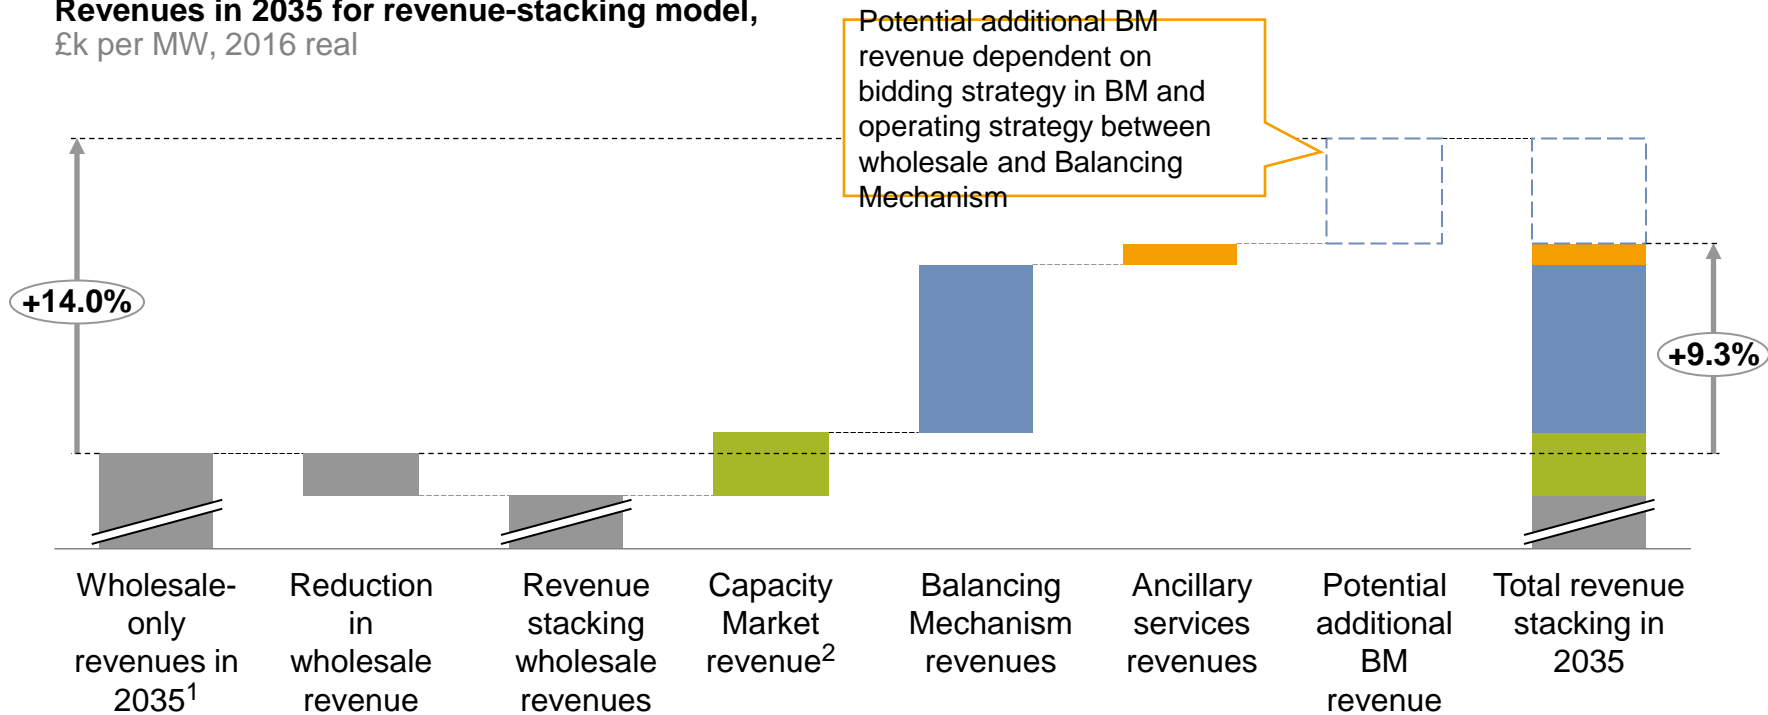 Revenues in 2035 for revenue-stacking model,
£k per MW, 2016 real
Potential additional BM
revenue dependent on
bidding strategy in BM and
operating strategy between
wholesale and Balancing
Mechanism
+14.0%
+9.3%
Wholesale-
only
revenues in
2035¹
Reduction
in
wholesale
revenue
Revenue
stacking
wholesale
revenues
Capacity
Market
revenue²
Balancing
Mechanism
revenues
Ancillary
services
revenues
Potential
additional
BM
revenue
Total revenue
stacking in
2035